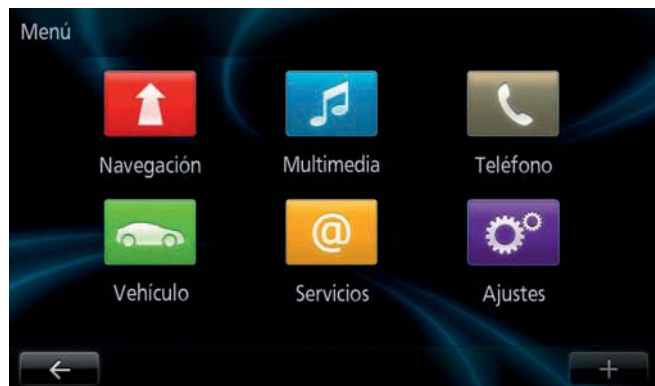 Menú
Navegación Multimedia Teléfono
@
Vehículo Servicios Ajustes
+